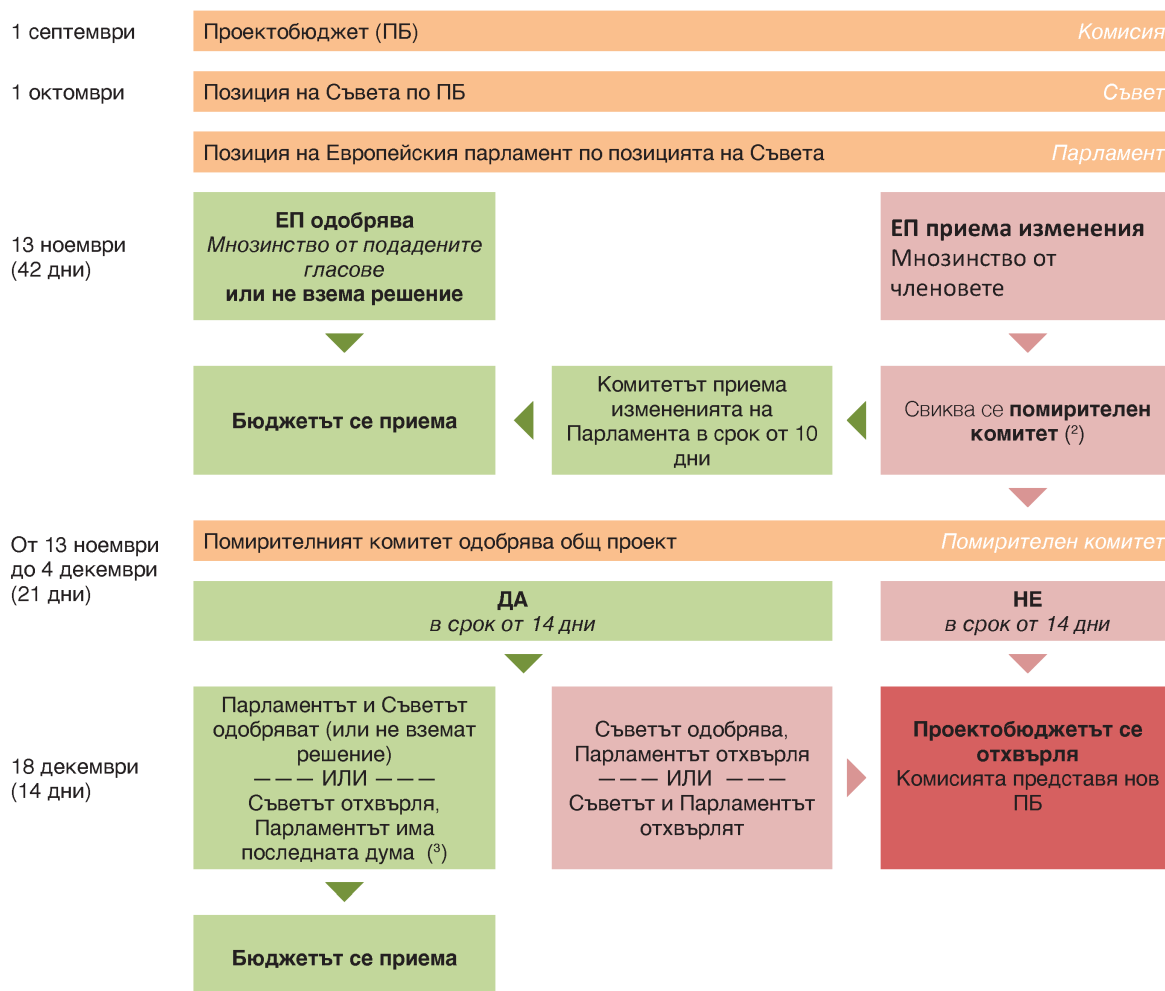 1 септември
Проектобюджет (ПБ)
Комисия
1 октомври
Позиция на Съвета по ПБ
Съвет
Позиция на Европейския парламент по позицията на Съвета
Парламент
13 ноември
(42 дни)
ЕП одобрява
Мнозинство от подадените
гласове
или не взема решение
ЕП приема изменения
Мнозинство от
членовете
Бюджетът се приема
Комитетът приема
измененията на
Парламента в срок от 10
дни
Свиква се помирителен
комитет (²)
От 13 ноември
до 4 декември
(21 дни)
Помирителният комитет одобрява общ проект
Помирителен комитет
ДА
в срок от 14 дни
НЕ
в срок от 14 дни
18 декември
(14 дни)
Парламентът и Съветът
одобряват (или не вземат
решение)
– – – ИЛИ – – –
Съветът отхвърля,
Парламентът има
последната дума (³)
Съветът одобрява,
Парламентът отхвърля
– – – ИЛИ – – –
Съветът и Парламентът
отхвърлят
Проектобюджетът се
отхвърля
Комисията представя нов
ПБ
Бюджетът се приема